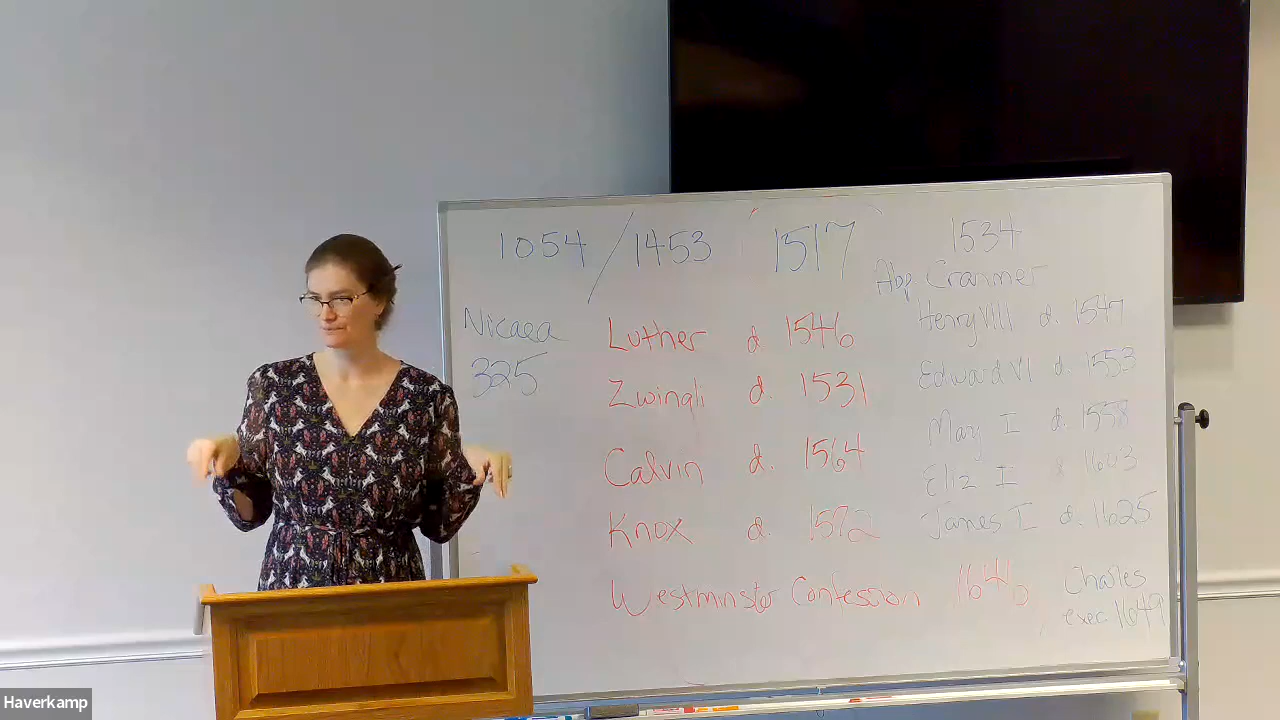 1054 / 1453 1517 1534
Abp Cranmer
Nicaea
325
Luther d. 1546
Zwingli d. 1531
Calvin d. 1564
Knox d. 1572
Westminster Confession 1646
Henry VIII d. 1547
Edward VI d. 1553
Mary I d. 1558
Eliz I d. 1603
James I d. 1625
Charles
exec 1649
Haverkamp